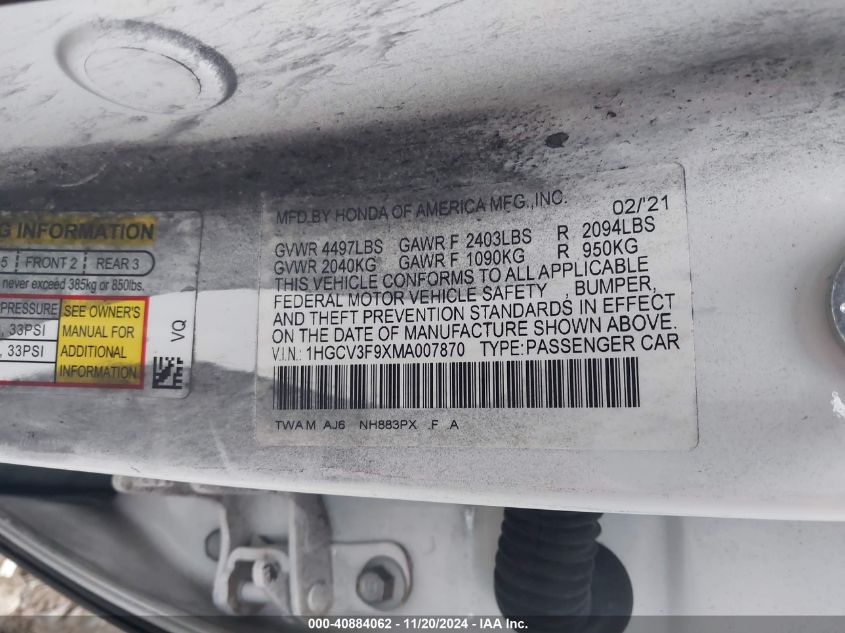 G INFORMATION
5 FRONT 2 REAR 3
never exceed 385kg or 850lbs.
PRESSURE SEE OWNER'S
, 33PSI MANUAL FOR
, 33PSI ADDITIONAL
INFORMATION
VQ
MFD.BY HONDA OF AMERICA MFG.,INC. 02/'21
GVWR 4497LBS GAWR F 2403LBS R 2094LBS
GVWR 2040KG GAWR F 1090KG R 950KG
THIS VEHICLE CONFORMS TO ALL APPLICABLE
FEDERAL MOTOR VEHICLE SAFETY , BUMPER,
AND THEFT PREVENTION STANDARDS IN EFFECT
ON THE DATE OF MANUFACTURE SHOWN ABOVE.
V.I.N.: 1HGCV3F9XMA007870 TYPE:PASSENGER CAR
TWA M AJ6 NH883PX .F .A
000-40884062 - 11/20/2024 - IAA Inc.